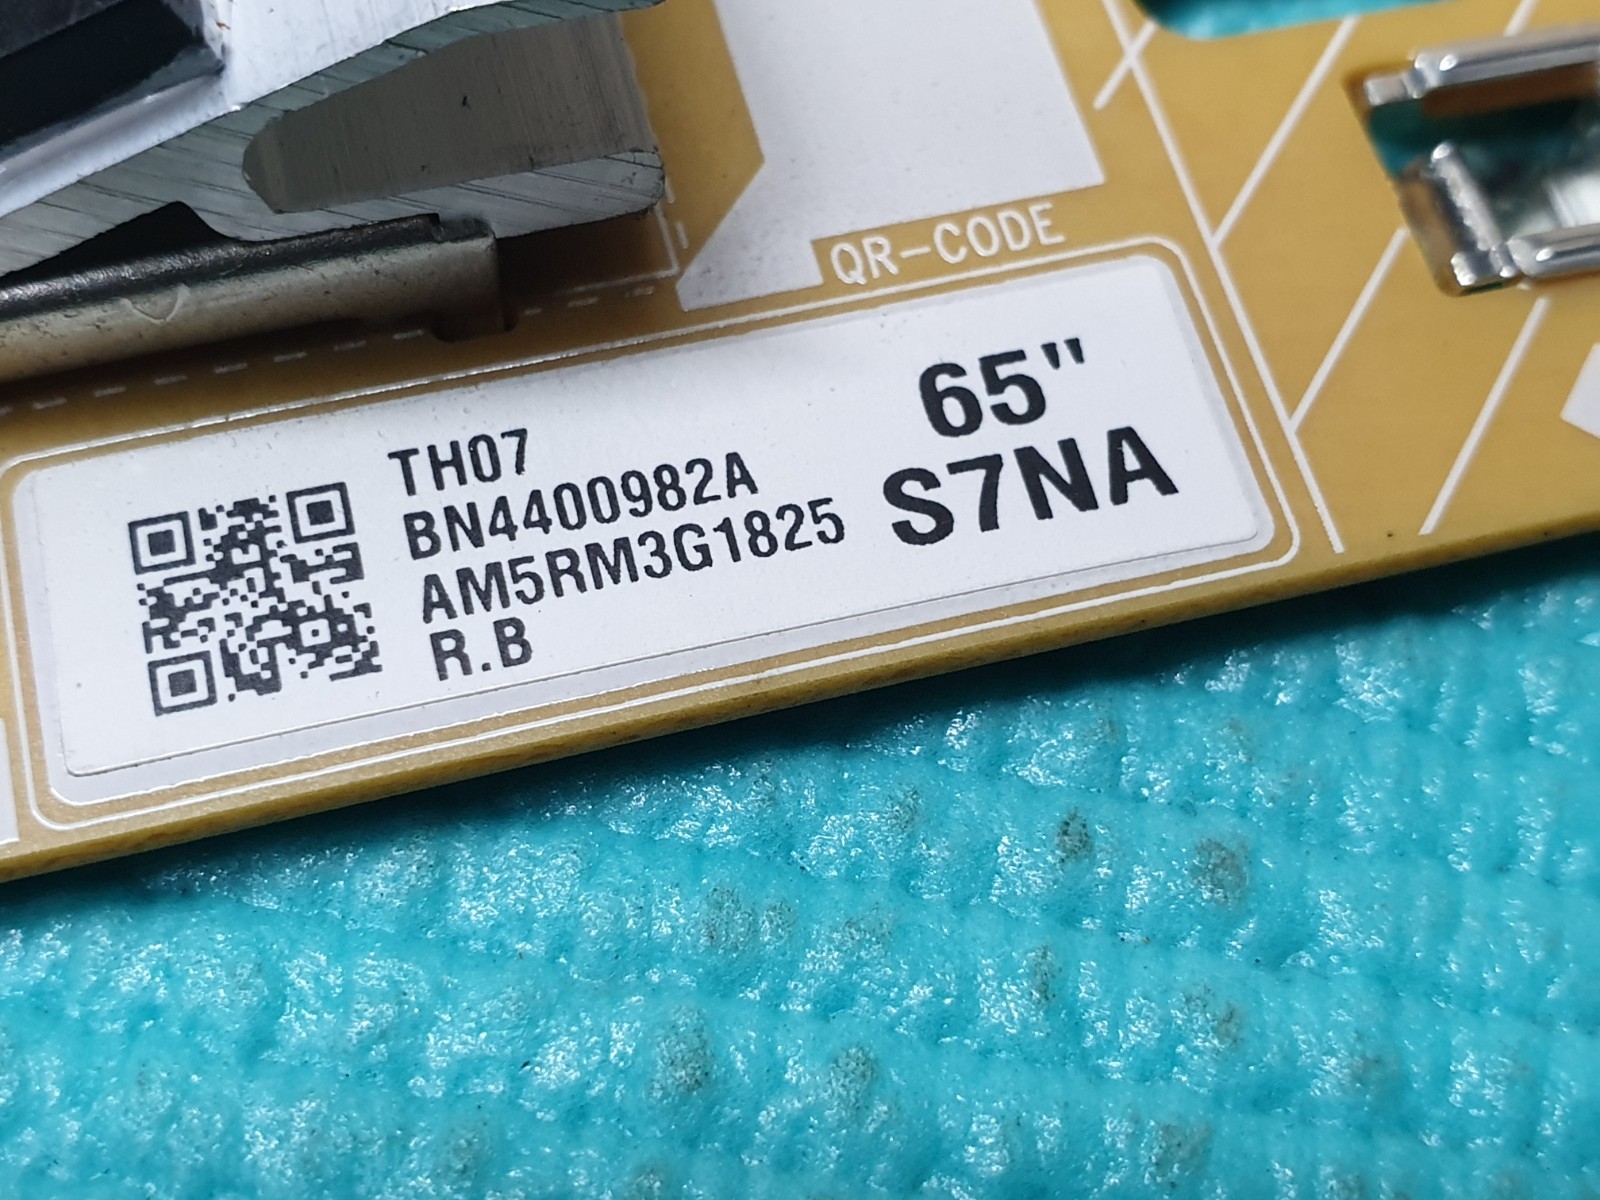 QR-CODE
65"
S7NA
TH07
BN4400982A
AM5RM3G1825
R.B